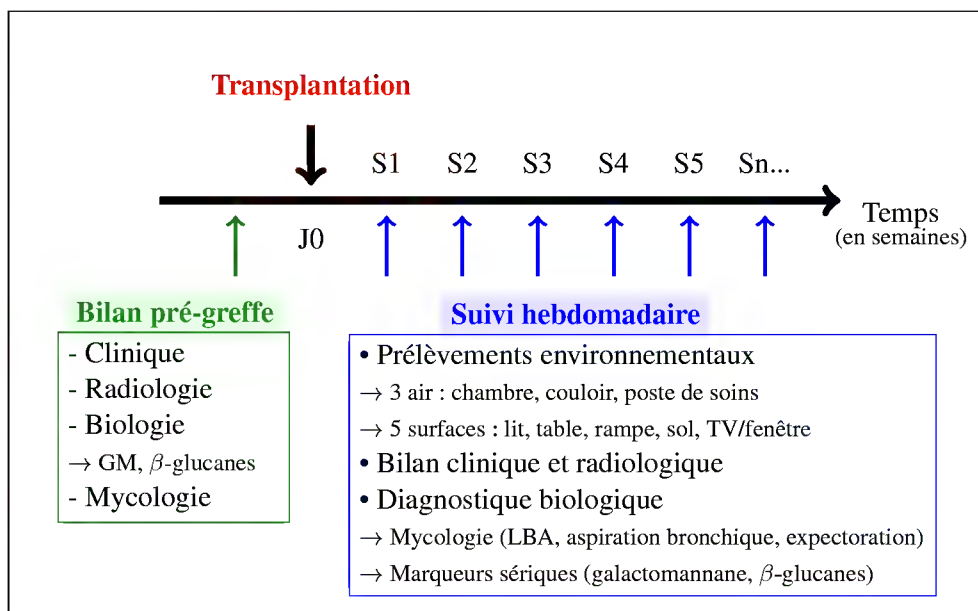 Transplantation
S1 S2 S3 S4 S5 Sn...
J0
Temps
(en semaines)
Bilan pré-greffe
- Clinique
- Radiologie
- Biologie
→ GM, β-glucanes
- Mycologie
Suivi hebdomadaire
• Prélèvements environnementaux
→ 3 air : chambre, couloir, poste de soins
→ 5 surfaces : lit, table, rampe, sol, TV/fenêtre
• Bilan clinique et radiologique
• Diagnostique biologique
→ Mycologie (LBA, aspiration bronchique, expectoration)
→ Marqueurs sériques (galactomannane, β-glucanes)